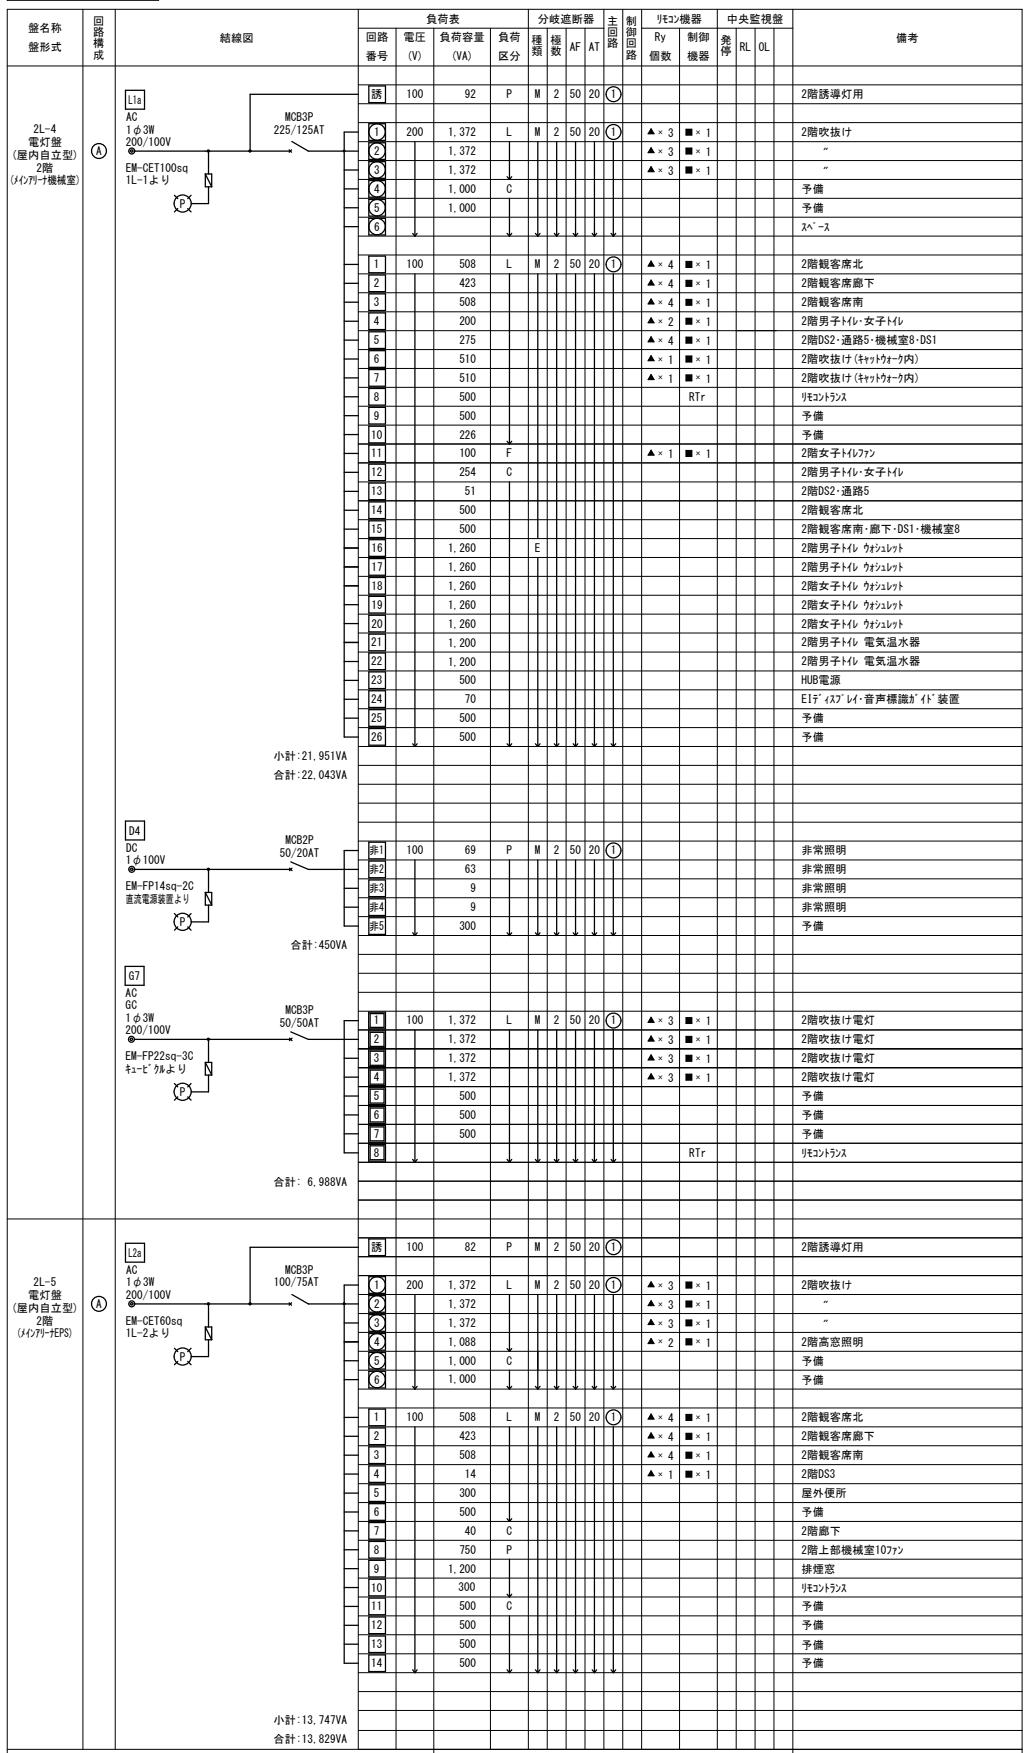 盤名称 盤形式 回路構成 結線図 負荷表 分岐遮断器 主回路 制御回路 リモコン機器 中央監視盤 備考
回路番号 電圧(V) 負荷容量(VA) 負荷区分 種類 極数 AF AT Ry個数 制御機器 発停 RL OL
2L-4
電灯盤
(屋内自立型)
2階
(メインアリーナ機械室)
A
L1a
AC
1φ3W
200/100V
EM-CET100sq
1L-1より
P
MCB3P
225/125AT
誘 100 92 P M 2 50 20 1 2階誘導灯用
1 200 1,372 L M 2 50 20 1 ▲×3 ■×1 2階吹抜け
2 1,372 ▲×3 ■×1 〃
3 1,372 ▲×3 ■×1 〃
4 1,000 C 予備
5 1,000 予備
6 スペース
1 100 508 L M 2 50 20 1 ▲×4 ■×1 2階観客席北
2 423 ▲×4 ■×1 2階観客席廊下
3 508 ▲×4 ■×1 2階観客席南
4 200 ▲×2 ■×1 2階男子トイレ・女子トイレ
5 275 ▲×4 ■×1 2階DS2・通路5・機械室8・DS1
6 510 ▲×1 ■×1 2階吹抜け(キャットウォーク内)
7 510 ▲×1 ■×1 2階吹抜け(キャットウォーク内)
8 500 RTr リモコントランス
9 500 予備
10 226 予備
11 100 F ▲×1 ■×1 2階女子トイレファン
12 254 C 2階男子トイレ・女子トイレ
13 51 2階DS2・通路5
14 500 2階観客席北
15 500 2階観客席南・廊下・DS1・機械室8
16 1,260 E 2階男子トイレ ウォシュレット
17 1,260 2階男子トイレ ウォシュレット
18 1,260 2階女子トイレ ウォシュレット
19 1,260 2階女子トイレ ウォシュレット
20 1,260 2階女子トイレ ウォシュレット
21 1,200 2階男子トイレ 電気温水器
22 1,200 2階男子トイレ 電気温水器
23 500 HUB電源
24 70 EIディスプレイ・音声標識ガイド装置
25 500 予備
26 500 予備
小計:21,951VA
合計:22,043VA
D4
DC
1φ100V
EM-FP14sq-2C
直流電源装置より
P
MCB2P
50/20AT
非1 100 69 P M 2 50 20 1 非常照明
非2 63 非常照明
非3 9 非常照明
非4 9 非常照明
非5 300 予備
合計:450VA
G7
AC
GC
1φ3W
200/100V
EM-FP22sq-3C
キュービクルより
P
MCB3P
50/50AT
1 100 1,372 L M 2 50 20 1 ▲×3 ■×1 2階吹抜け電灯
2 1,372 ▲×3 ■×1 2階吹抜け電灯
3 1,372 ▲×3 ■×1 2階吹抜け電灯
4 1,372 ▲×3 ■×1 2階吹抜け電灯
5 500 予備
6 500 予備
7 500 予備
8 RTr リモコントランス
合計: 6,988VA
2L-5
電灯盤
(屋内自立型)
2階
(メインアリーナEPS)
A
L2a
AC
1φ3W
200/100V
EM-CET60sq
1L-2より
P
MCB3P
100/75AT
誘 100 82 P M 2 50 20 1 2階誘導灯用
1 200 1,372 L M 2 50 20 1 ▲×3 ■×1 2階吹抜け
2 1,372 ▲×3 ■×1 〃
3 1,372 ▲×3 ■×1 〃
4 1,088 ▲×2 ■×1 2階高窓照明
5 1,000 C 予備
6 1,000 予備
1 100 508 L M 2 50 20 1 ▲×4 ■×1 2階観客席北
2 423 ▲×4 ■×1 2階観客席廊下
3 508 ▲×4 ■×1 2階観客席南
4 14 ▲×1 ■×1 2階DS3
5 300 屋外便所
6 500 予備
7 40 C 2階廊下
8 750 P 2階上部機械室10ファン
9 1,200 排煙窓
10 300 リモコントランス
11 500 C 予備
12 500 予備
13 500 予備
14 500 予備
小計:13,747VA
合計:13,829VA